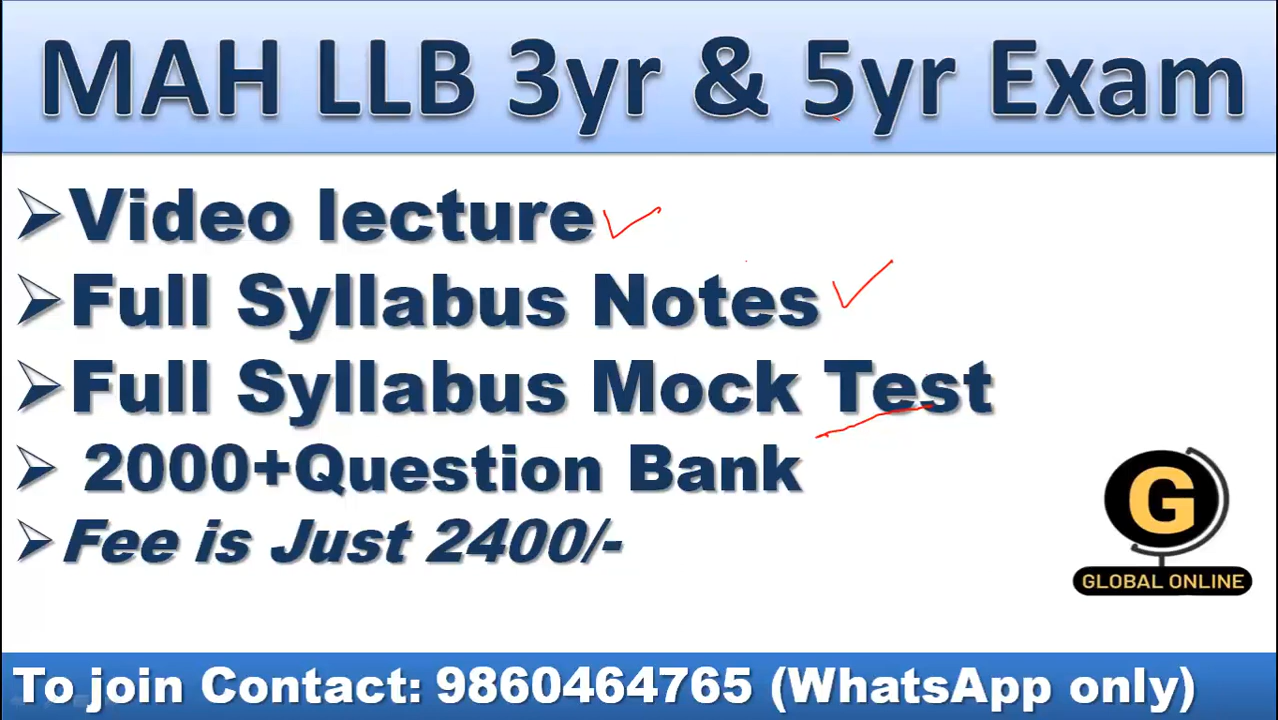 MAH LLB 3yr & 5yr Exam
Video lecture
Full Syllabus Notes
Full Syllabus Mock Test
2000+Question Bank
Fee is Just 2400/-
G
GLOBAL ONLINE
To join Contact: 9860464765 (WhatsApp only)